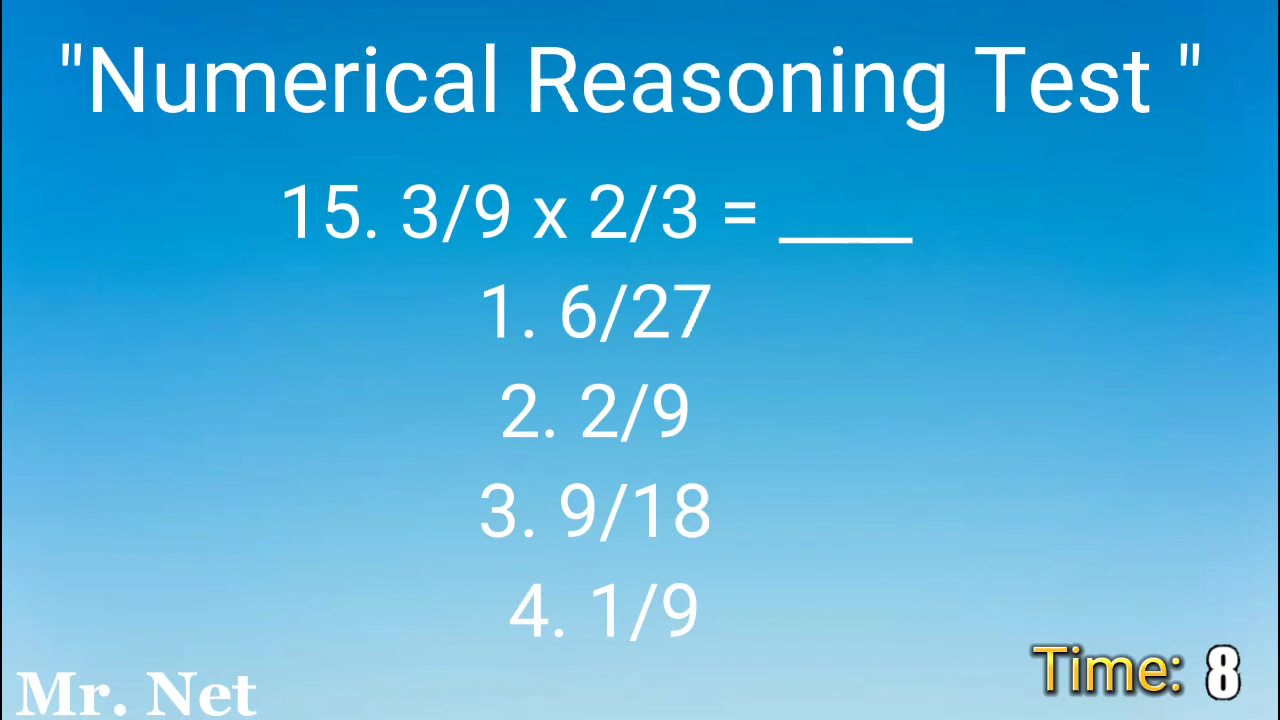 "Numerical Reasoning Test "
15. 3/9 x 2/3 = ____
1. 6/27
2. 2/9
3. 9/18
4. 1/9
Time: 8
Mr. Net